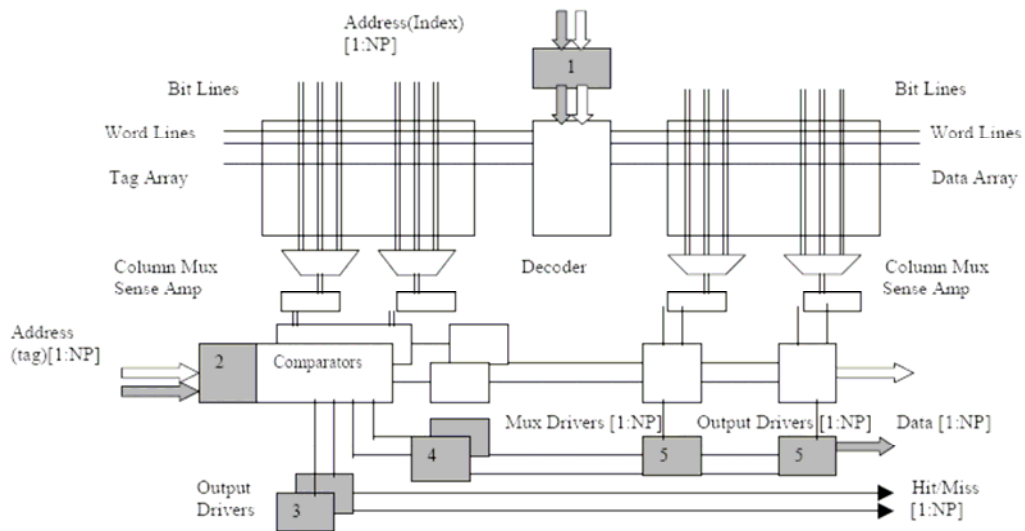 Address(Index)
[1:NP]
1
Bit Lines
Bit Lines
Word Lines
Word Lines
Tag Array
Data Array
Column Mux
Sense Amp
Decoder
Column Mux
Sense Amp
Address
(tag)[1:NP]
2
Comparators
Mux Drivers [1:NP]
Output Drivers [1:NP]
Data [1:NP]
4
5
5
Output
Drivers
3
Hit/Miss
[1:NP]